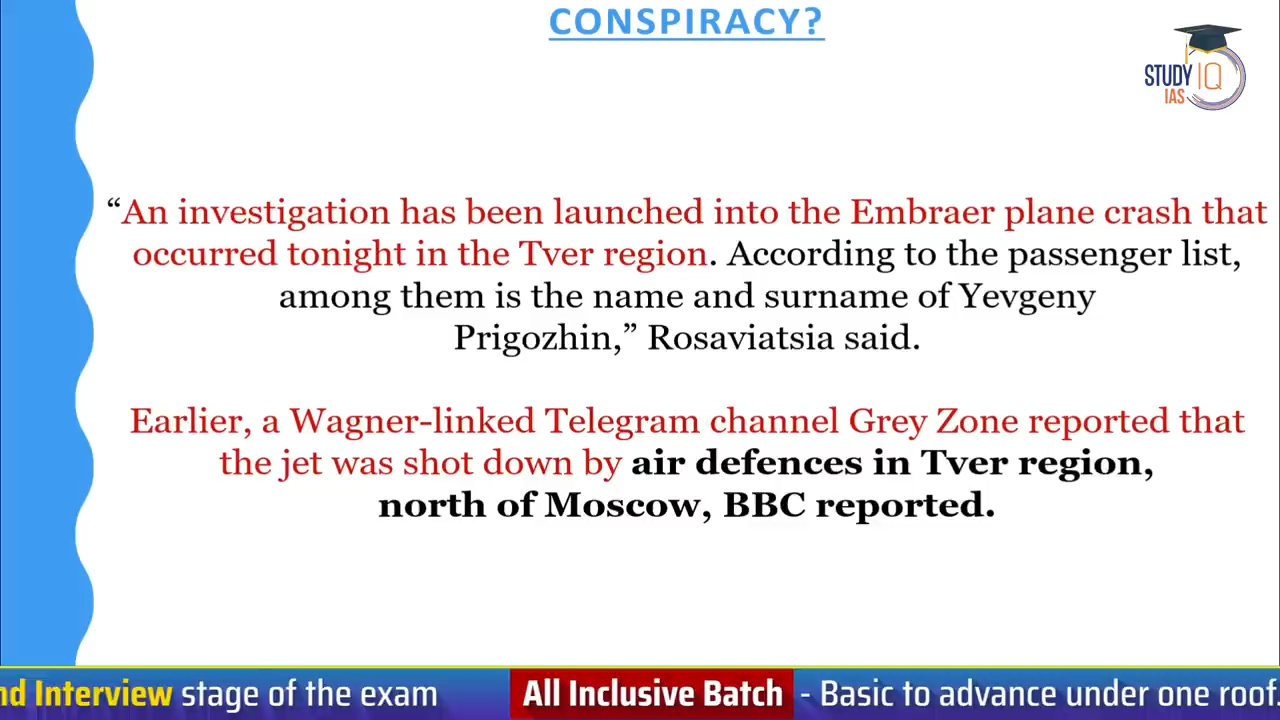 CONSPIRACY?
STUDY IQ
IAS
“An investigation has been launched into the Embraer plane crash that
occurred tonight in the Tver region. According to the passenger list,
among them is the name and surname of Yevgeny
Prigozhin,” Rosaviatsia said.
Earlier, a Wagner-linked Telegram channel Grey Zone reported that
the jet was shot down by air defences in Tver region,
north of Moscow, BBC reported.
nd Interview stage of the exam All Inclusive Batch - Basic to advance under one roof.